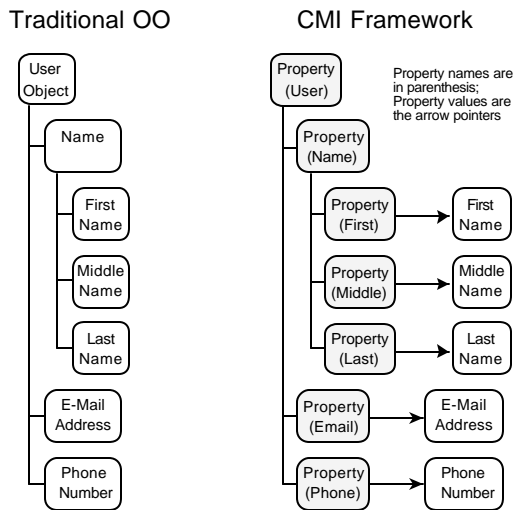 Traditional OO
User
Object
Name
First
Name
Middle
Name
Last
Name
E-Mail
Address
Phone
Number
CMI Framework
Property names are
in parenthesis;
Property values are
the arrow pointers
Property
(User)
Property
(Name)
Property
(First)
First
Name
Property
(Middle)
Middle
Name
Property
(Last)
Last
Name
Property
(Email)
E-Mail
Address
Property
(Phone)
Phone
Number